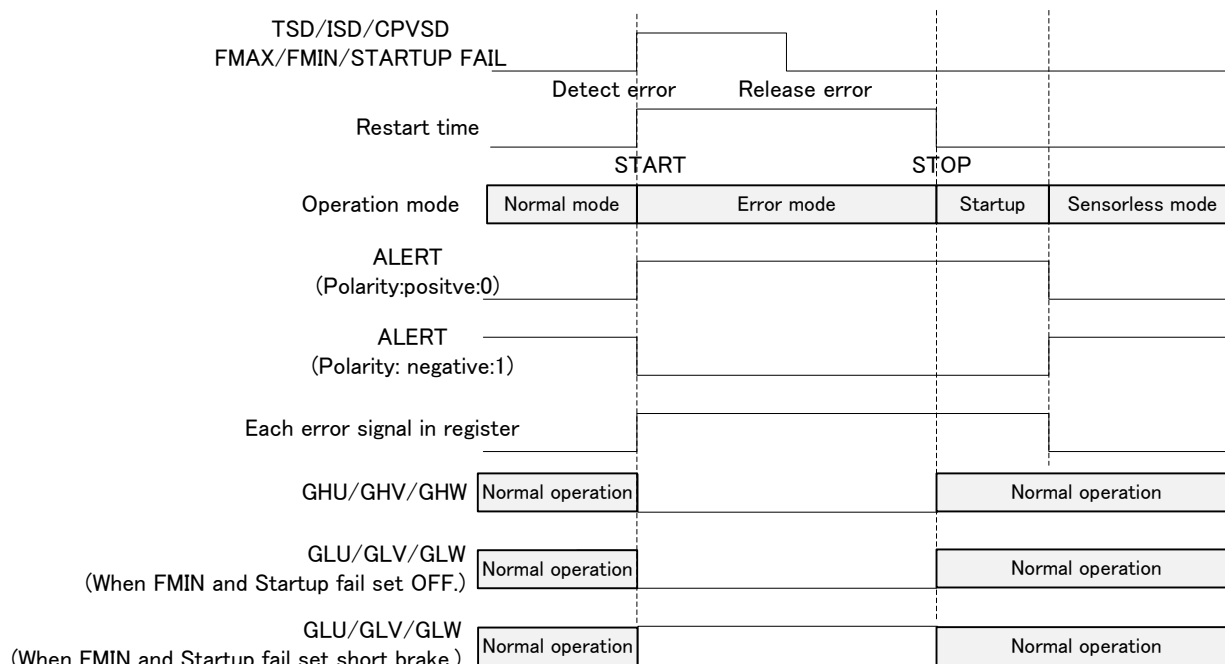 TSD/ISD/CPVSD
FMAX/FMIN/STARTUP FAIL
Detect error Release error
Restart time
START STOP
Operation mode Normal mode Error mode Startup Sensorless mode
ALERT
(Polarity:positve:0)
ALERT
(Polarity: negative:1)
Each error signal in register
GHU/GHV/GHW Normal operation Normal operation
GLU/GLV/GLW
(When FMIN and Startup fail set OFF.) Normal operation Normal operation
GLU/GLV/GLW
(When FMIN and Startup fail set short brake.) Normal operation Normal operation